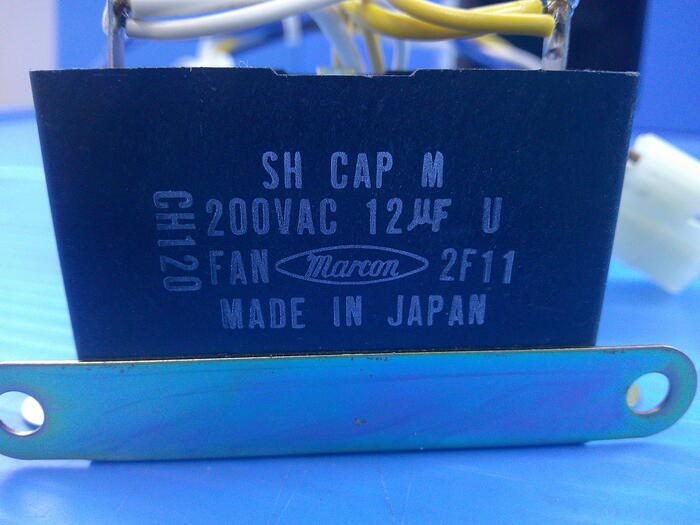 SH CAP M
200VAC 12μF U
FAN Marcon 2F11
MADE IN JAPAN
CH120